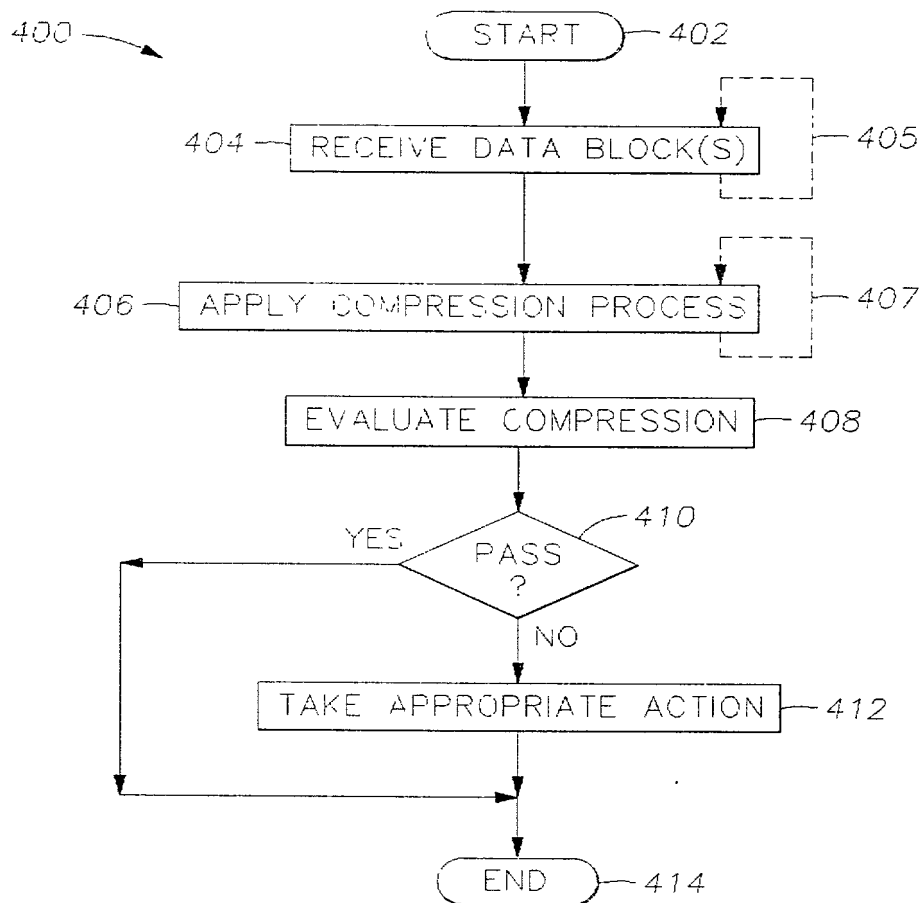 400
START
402
404
RECEIVE DATA BLOCK(S)
405
406
APPLY COMPRESSION PROCESS
407
EVALUATE COMPRESSION
408
410
YES
PASS
?
NO
TAKE APPROPRIATE ACTION
412
END
414